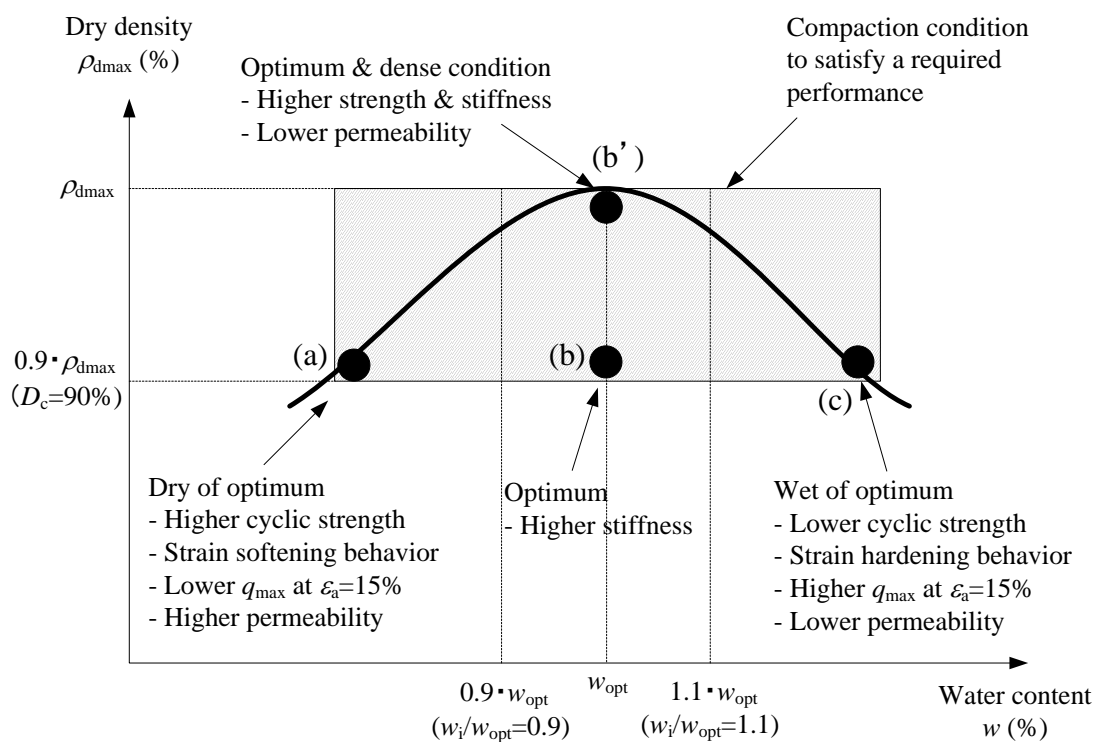 Dry density
ρdmax (%)
Optimum & dense condition
- Higher strength & stiffness
- Lower permeability
Compaction condition
to satisfy a required
performance
(b’)
ρdmax
(a)
(b)
(c)
0.9・ρdmax
(Dc=90%)
Dry of optimum
- Higher cyclic strength
- Strain softening behavior
- Lower qmax at εa=15%
- Higher permeability
Optimum
- Higher stiffness
Wet of optimum
- Lower cyclic strength
- Strain hardening behavior
- Higher qmax at εa=15%
- Lower permeability
0.9・wopt
(wi/wopt=0.9)
wopt
1.1・wopt
(wi/wopt=1.1)
Water content
w (%)